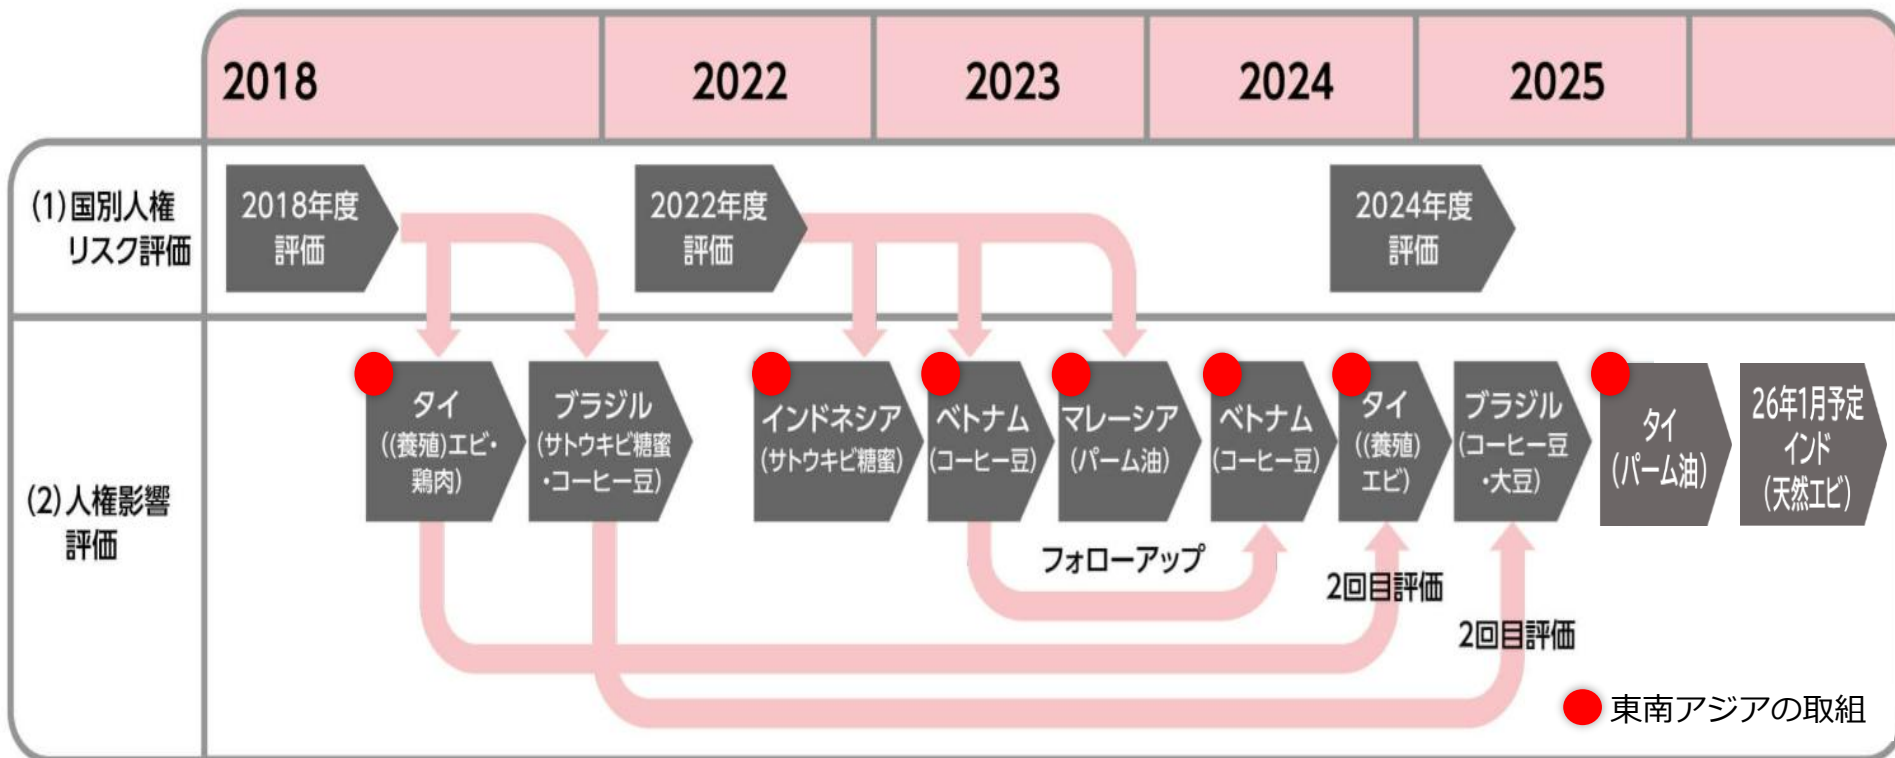 2018
2022
2023
2024
2025
(1)国別人権
リスク評価
2018年度
評価
2022年度
評価
2024年度
評価
(2)人権影響
評価
タイ
((養殖)エビ・
鶏肉)
ブラジル
(サトウキビ糖蜜
・コーヒー豆)
インドネシア
(サトウキビ糖蜜)
ベトナム
(コーヒー豆)
マレーシア
(パーム油)
ベトナム
(コーヒー豆)
タイ
((養殖)
エビ)
ブラジル
(コーヒー豆
・大豆)
タイ
(パーム油)
26年1月予定
インド
(天然エビ)
フォローアップ
2回目評価
2回目評価
東南アジアの取組